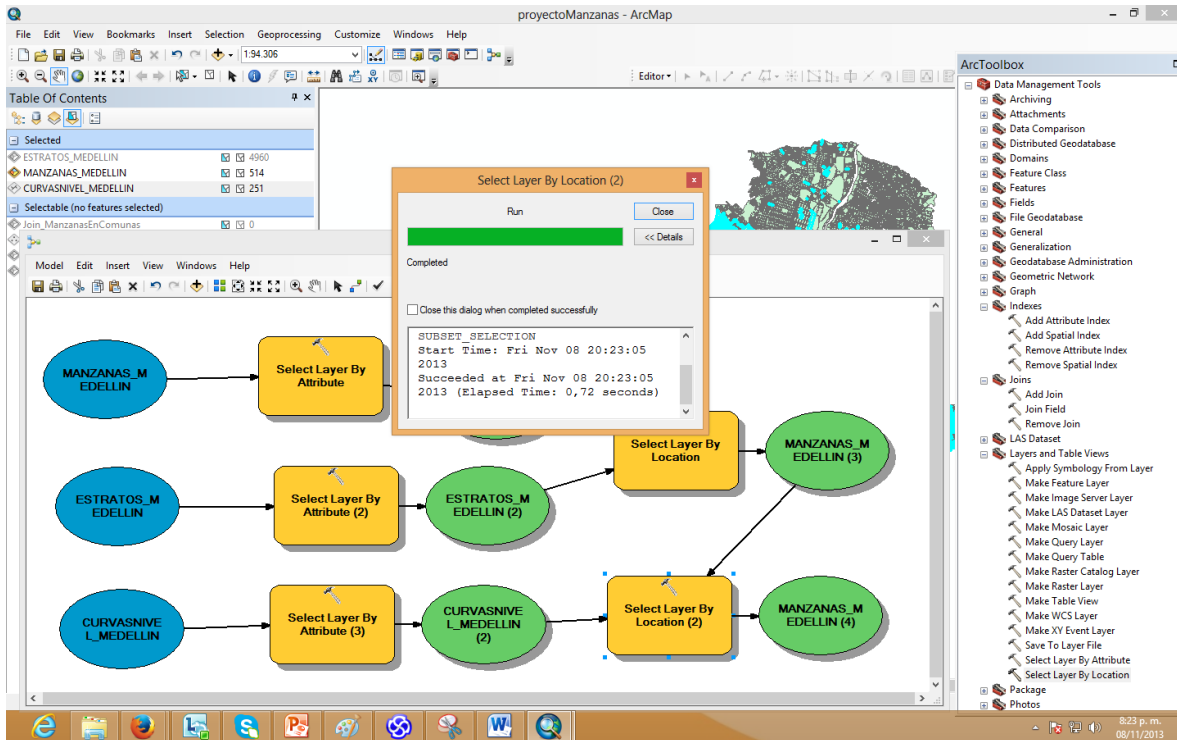 proyectoManzanas - ArcMap
File Edit View Bookmarks Insert Selection Geoprocessing Customize Windows Help
1:94.306
Editor
Table Of Contents
Selected
ESTRATOS_MEDELLIN 4960
MANZANAS_MEDELLIN 514
CURVASNIVEL_MEDELLIN 251
Selectable (no features selected)
Join_ManzanasEnComunas 0
Model Edit Insert View Windows Help
MANZANAS_M
EDELLIN
Select Layer By
Attribute
ESTRATOS_M
EDELLIN
Select Layer By
Attribute (2)
ESTRATOS_M
EDELLIN (2)
Select Layer By
Location
MANZANAS_M
EDELLIN (3)
CURVASNIVE
L_MEDELLIN
Select Layer By
Attribute (3)
CURVASNIVE
L_MEDELLIN
(2)
Select Layer By
Location (2)
MANZANAS_M
EDELLIN (4)
Select Layer By Location (2)
Run
Close
<< Details
Completed
Close this dialog when completed successfully
SUBSET_SELECTION
Start Time: Fri Nov 08 20:23:05
2013
Succeeded at Fri Nov 08 20:23:05
2013 (Elapsed Time: 0,72 seconds)
ArcToolbox
Data Management Tools
Archiving
Attachments
Data Comparison
Distributed Geodatabase
Domains
Feature Class
Features
Fields
File Geodatabase
General
Generalization
Geodatabase Administration
Geometric Network
Graph
Indexes
Add Attribute Index
Add Spatial Index
Remove Attribute Index
Remove Spatial Index
Joins
Add Join
Join Field
Remove Join
LAS Dataset
Layers and Table Views
Apply Symbology From Layer
Make Feature Layer
Make Image Server Layer
Make LAS Dataset Layer
Make Mosaic Layer
Make Query Layer
Make Query Table
Make Raster Catalog Layer
Make Raster Layer
Make Table View
Make WCS Layer
Make XY Event Layer
Save To Layer File
Select Layer By Attribute
Select Layer By Location
Package
Photos
8:23 p. m.
08/11/2013